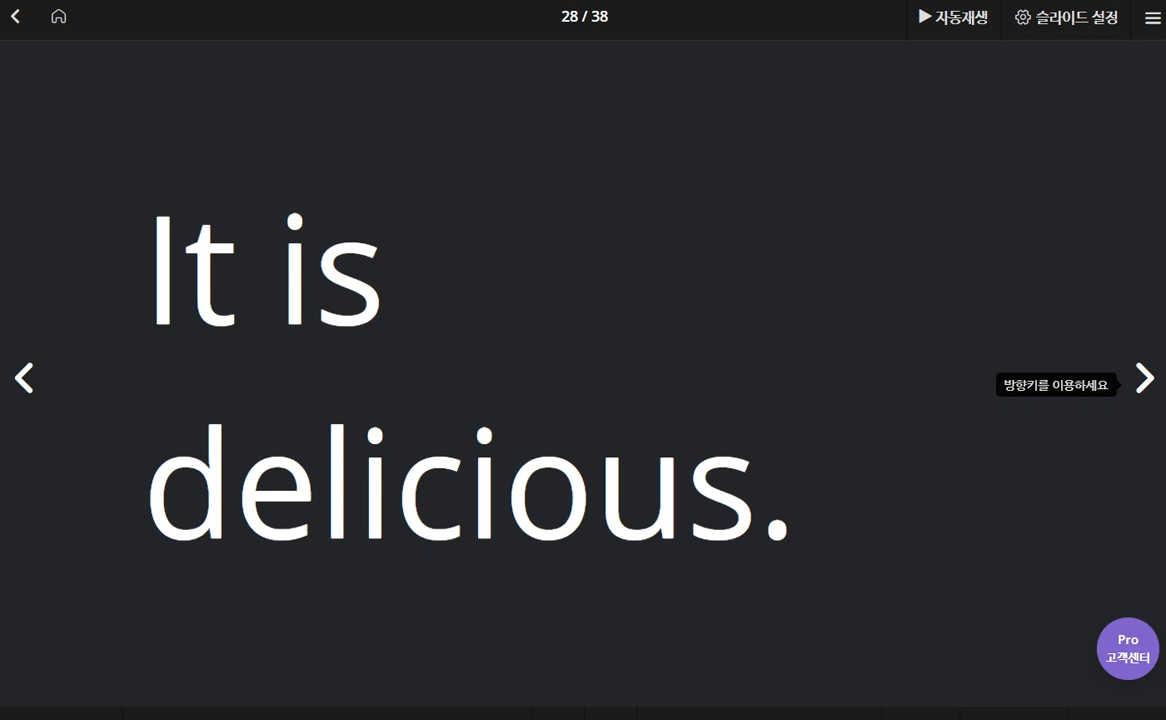 28 / 38
자동재생
슬라이드 설정
It is
delicious.
방향키를 이용하세요
Pro
고객센터